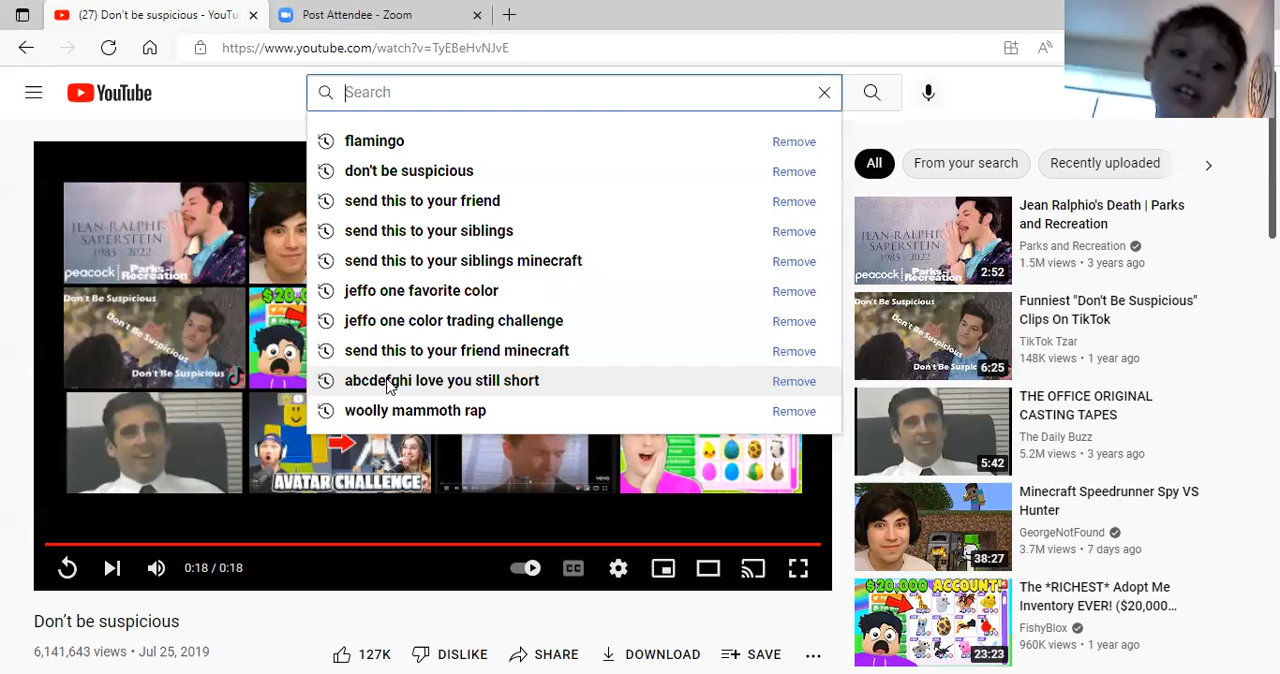 (27) Don't be suspicious - YouTu
Post Attendee - Zoom
https://www.youtube.com/watch?v=TyEBeHvNJvE
YouTube
Search
flamingo
Remove
don't be suspicious
Remove
send this to your friend
Remove
send this to your siblings
Remove
send this to your siblings minecraft
Remove
jeffo one favorite color
Remove
jeffo one color trading challenge
Remove
send this to your friend minecraft
Remove
abcdefghi love you still short
Remove
woolly mammoth rap
Remove
JEAN-RALPHIO
SAPERSTEIN
1985 - 2022
peacock
Parks and
Recreation
Don't Be Suspicious
Don't Be Suspicious
$20,
AVATAR CHALLENGE
0:18 / 0:18
CC
Don't be suspicious
6,141,643 views • Jul 25, 2019
127K
DISLIKE
SHARE
DOWNLOAD
SAVE
All
From your search
Recently uploaded
2:52
Jean Ralphio's Death | Parks
and Recreation
Parks and Recreation
1.5M views • 3 years ago
Don't Be Suspicious
6:25
Funniest "Don't Be Suspicious"
Clips On TikTok
TikTok Tzar
148K views • 1 year ago
5:42
THE OFFICE ORIGINAL
CASTING TAPES
The Daily Buzz
5.2M views • 3 years ago
38:27
Minecraft Speedrunner Spy VS
Hunter
GeorgeNotFound
3.7M views • 7 days ago
$20,000 ACCOUNT!
23:23
The *RICHEST* Adopt Me
Inventory EVER! ($20,000...
FishyBlox
960K views • 1 year ago